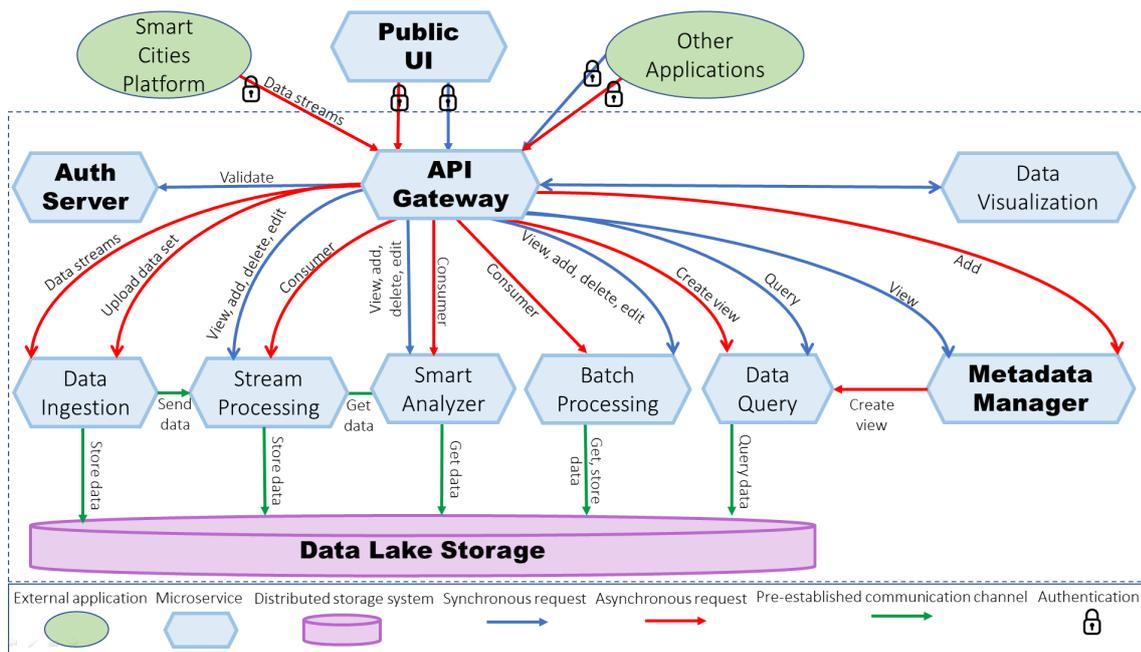 Smart
Cities
Platform
Public
UI
Other
Applications
Data streams
Auth
Server
Validate
API
Gateway
Data
Visualization
Data streams
Upload data set
View, add, delete, edit
Consumer
View, add,
delete, edit
Consumer
Consumer
View, add, delete, edit
Create view
Query
View
Add
Data
Ingestion
Send
data
Stream
Processing
Get
data
Smart
Analyzer
Batch
Processing
Data
Query
Create
view
Metadata
Manager
Store data
Store data
Get data
Get, store
data
Query data
Data Lake Storage
External application
Microservice
Distributed storage system
Synchronous request
Asynchronous request
Pre-established communication channel
Authentication